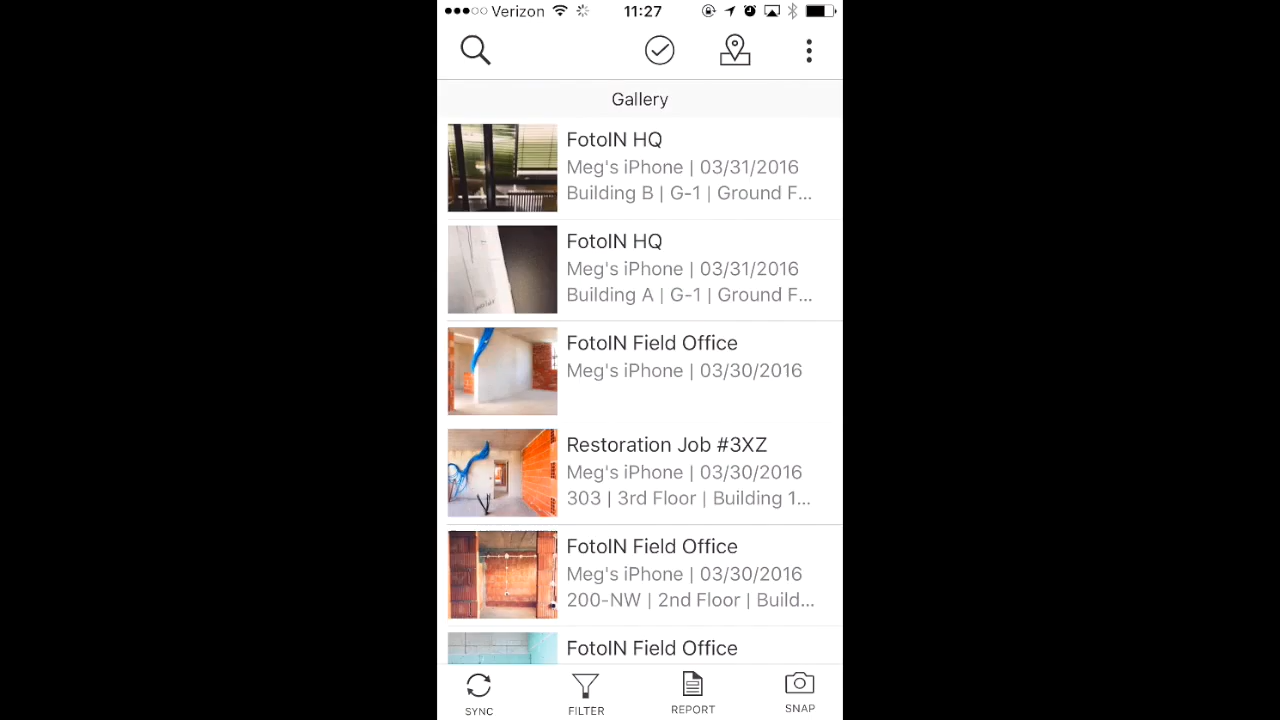 Verizon 11:27
Gallery
FotoIN HQ
Meg's iPhone | 03/31/2016
Building B | G-1 | Ground F...
FotoIN HQ
Meg's iPhone | 03/31/2016
Building A | G-1 | Ground F...
FotoIN Field Office
Meg's iPhone | 03/30/2016
Restoration Job #3XZ
Meg's iPhone | 03/30/2016
303 | 3rd Floor | Building 1...
FotoIN Field Office
Meg's iPhone | 03/30/2016
200-NW | 2nd Floor | Build...
FotoIN Field Office
SYNC FILTER REPORT SNAP